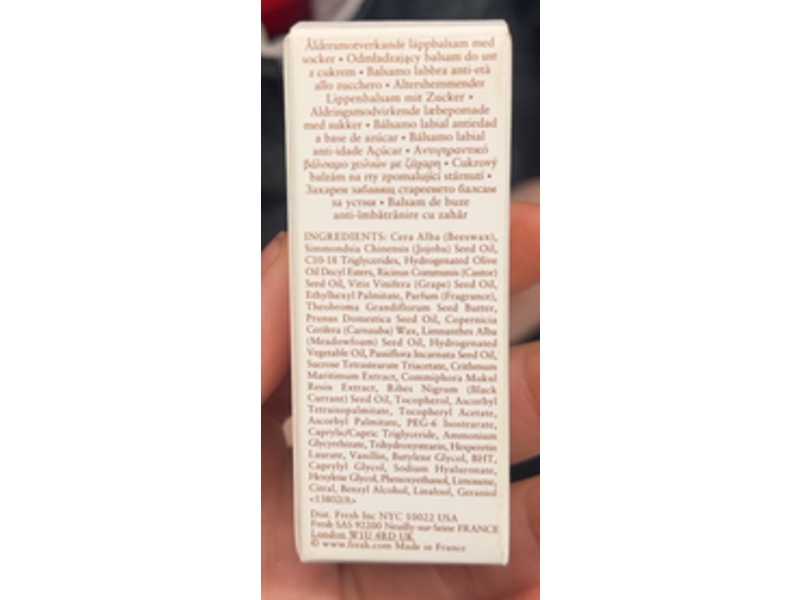 Åldersmotverkande läppbalsam med
socker • Odmładzający balsam do ust
z cukrem • Balsamo labbra anti-età
allo zucchero • Altershemmender
Lippenbalsam mit Zucker •
Aldringsmodvirkende læbepomade
med sukker • Bálsamo labial antiedad
a base de azúcar • Bálsamo labial
anti-idade Açúcar • Αντιγηραντικό
βάλσαμο χειλιών με ζάχαρη • Cukrový
balzám na rty zpomalující stárnutí •
Захарен забавящ стареенето балсам
за устни • Balsam de buze
anti-îmbătrânire cu zahăr
INGREDIENTS: Cera Alba (Beeswax),
Simmondsia Chinensis (Jojoba) Seed Oil,
C10-18 Triglycerides, Hydrogenated Olive
Oil Decyl Esters, Ricinus Communis (Castor)
Seed Oil, Vitis Vinifera (Grape) Seed Oil,
Ethylhexyl Palmitate, Parfum (Fragrance),
Theobroma Grandiflorum Seed Butter,
Prunus Domestica Seed Oil, Copernicia
Cerifera (Carnauba) Wax, Limnanthes Alba
(Meadowfoam) Seed Oil, Hydrogenated
Vegetable Oil, Passiflora Incarnata Seed Oil,
Sucrose Tetrastearate Triacetate, Crithmum
Maritimum Extract, Commiphora Mukul
Resin Extract, Ribes Nigrum (Black
Currant) Seed Oil, Tocopherol, Ascorbyl
Tetraisopalmitate, Tocopheryl Acetate,
Ascorbyl Palmitate, PEG-6 Isostearate,
Caprylic/Capric Triglyceride, Ammonium
Glycyrrhizate, Trihydroxystearin, Hesperetin
Laurate, Vanillin, Butylene Glycol, BHT,
Caprylyl Glycol, Sodium Hyaluronate,
Hexylene Glycol, Phenoxyethanol, Limonene,
Citral, Benzyl Alcohol, Linalool, Geraniol
<13802/A>
Dist. Fresh Inc NYC 10022 USA
Fresh SAS 92200 Neuilly-sur-Seine FRANCE
London W1U 4RD UK
© www.fresh.com Made in France